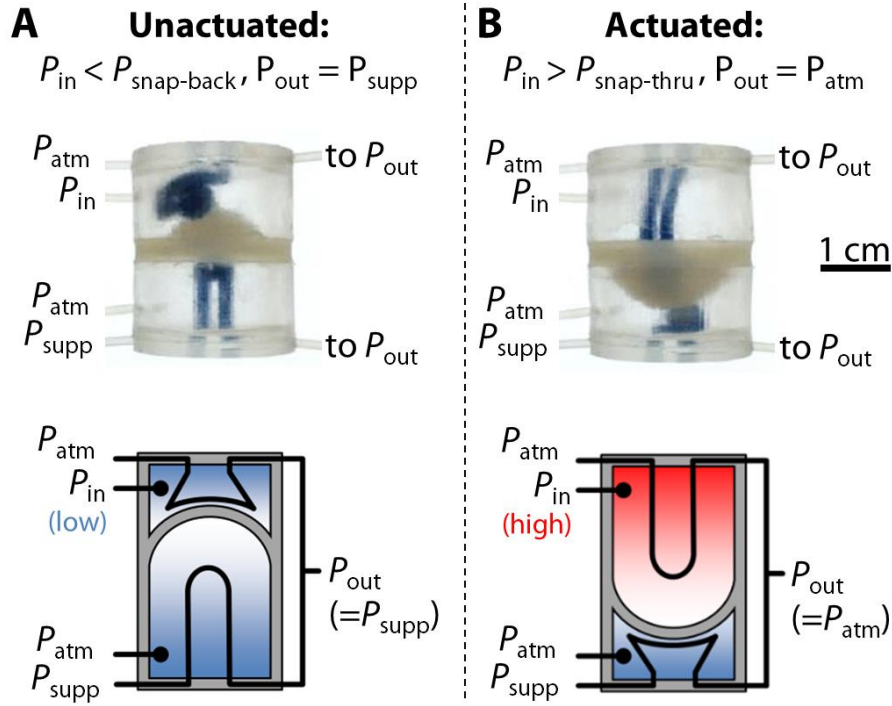 A Unactuated:
P_in < P_snap-back, P_out = P_supp
P_atm
to P_out
P_in
P_atm
P_supp
to P_out
P_atm
P_in
(low)
P_out
(=P_supp)
P_atm
P_supp
B Actuated:
P_in > P_snap-thru, P_out = P_atm
P_atm
to P_out
P_in
1 cm
P_atm
P_supp
to P_out
P_atm
P_in
(high)
P_out
(=P_atm)
P_atm
P_supp